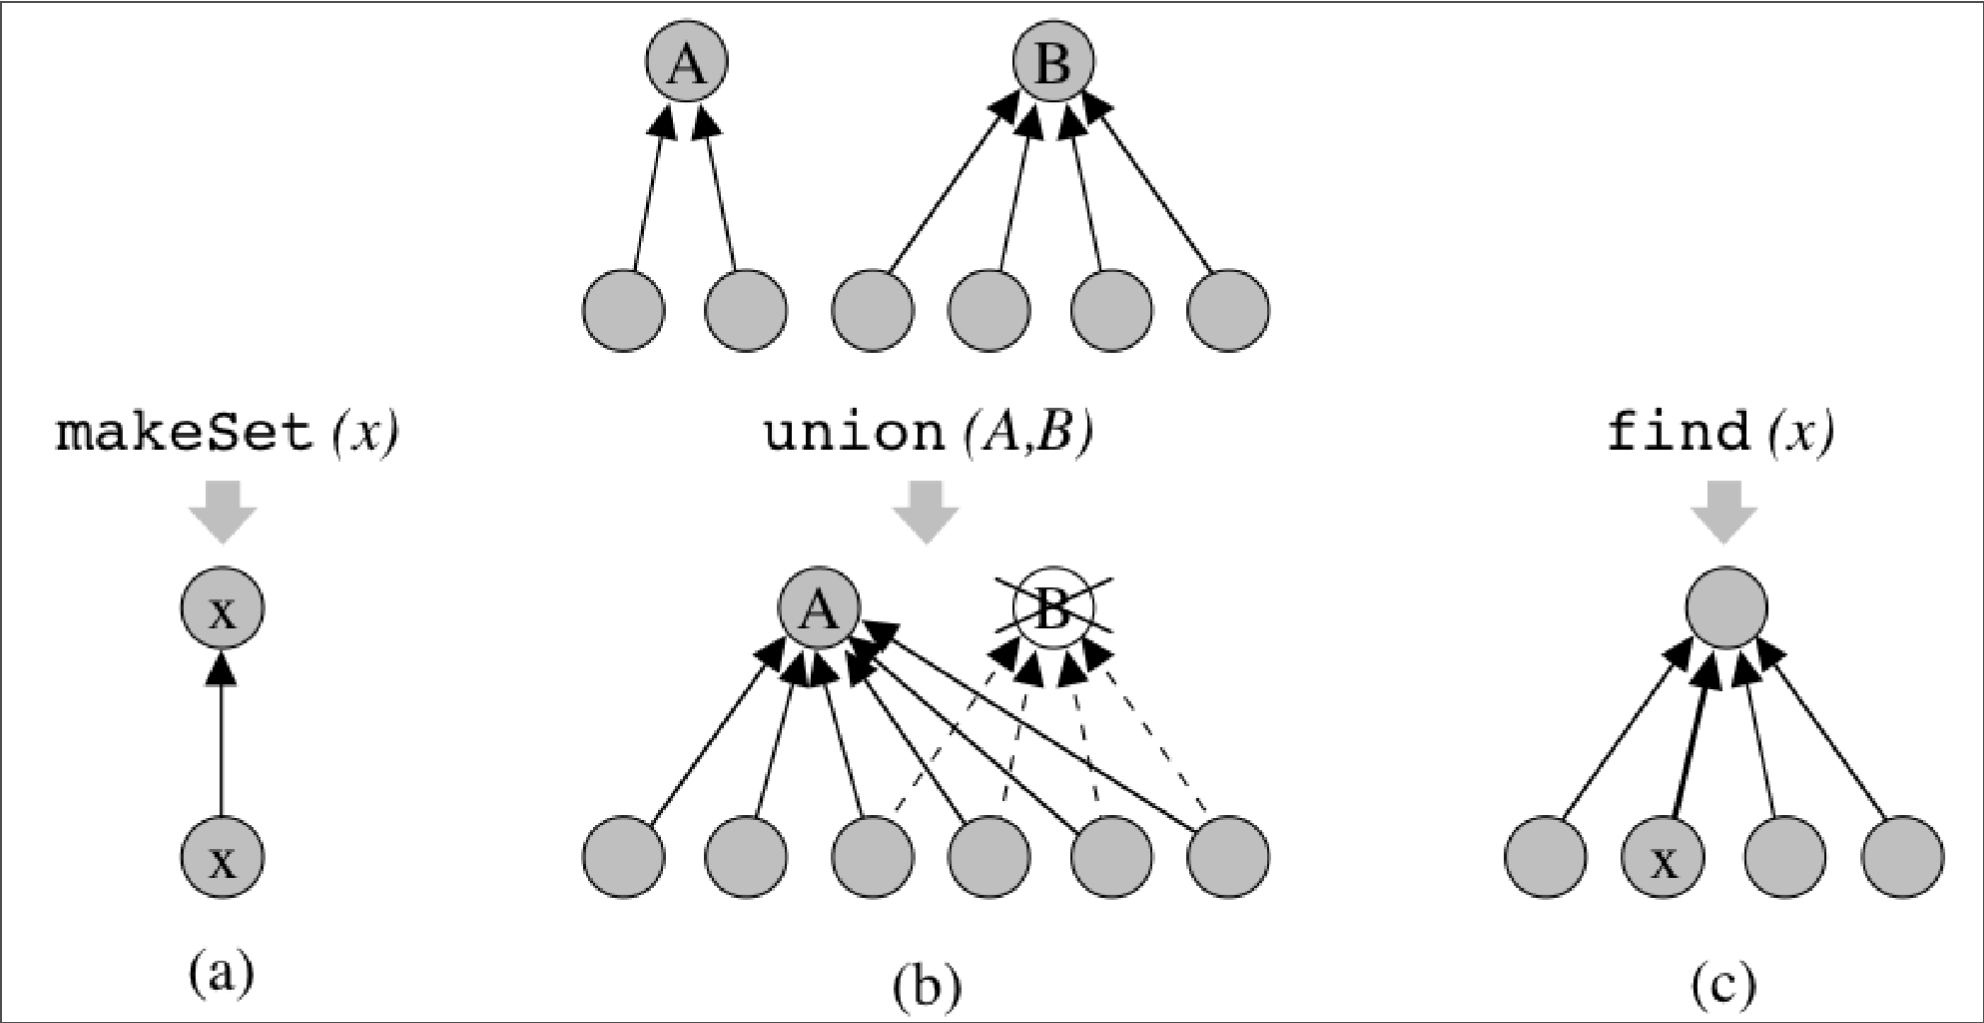 A B
makeSet (x) union (A,B) find (x)
x A B
x x
(a) (b) (c)